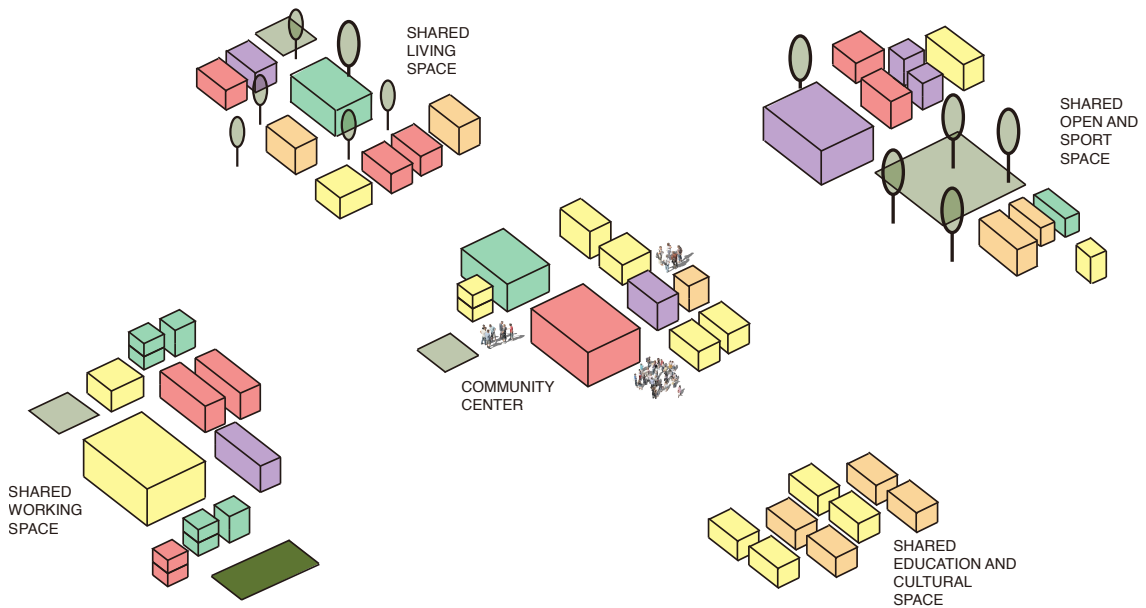 SHARED
LIVING
SPACE
SHARED
OPEN AND
SPORT
SPACE
COMMUNITY
CENTER
SHARED
WORKING
SPACE
SHARED
EDUCATION AND
CULTURAL
SPACE